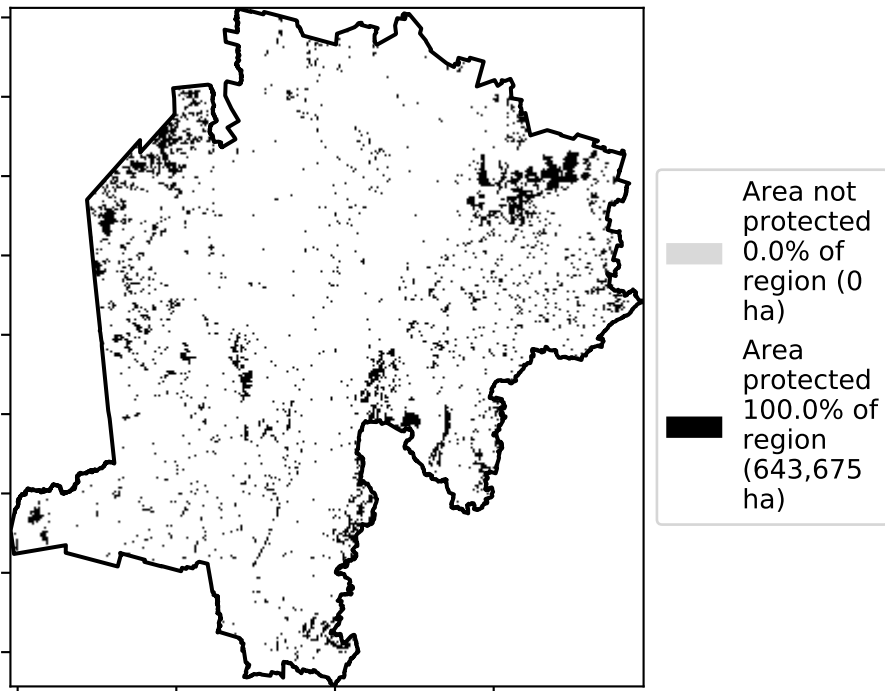 Area not
protected
0.0% of
region (0
ha)
Area
protected
100.0% of
region
(643,675
ha)